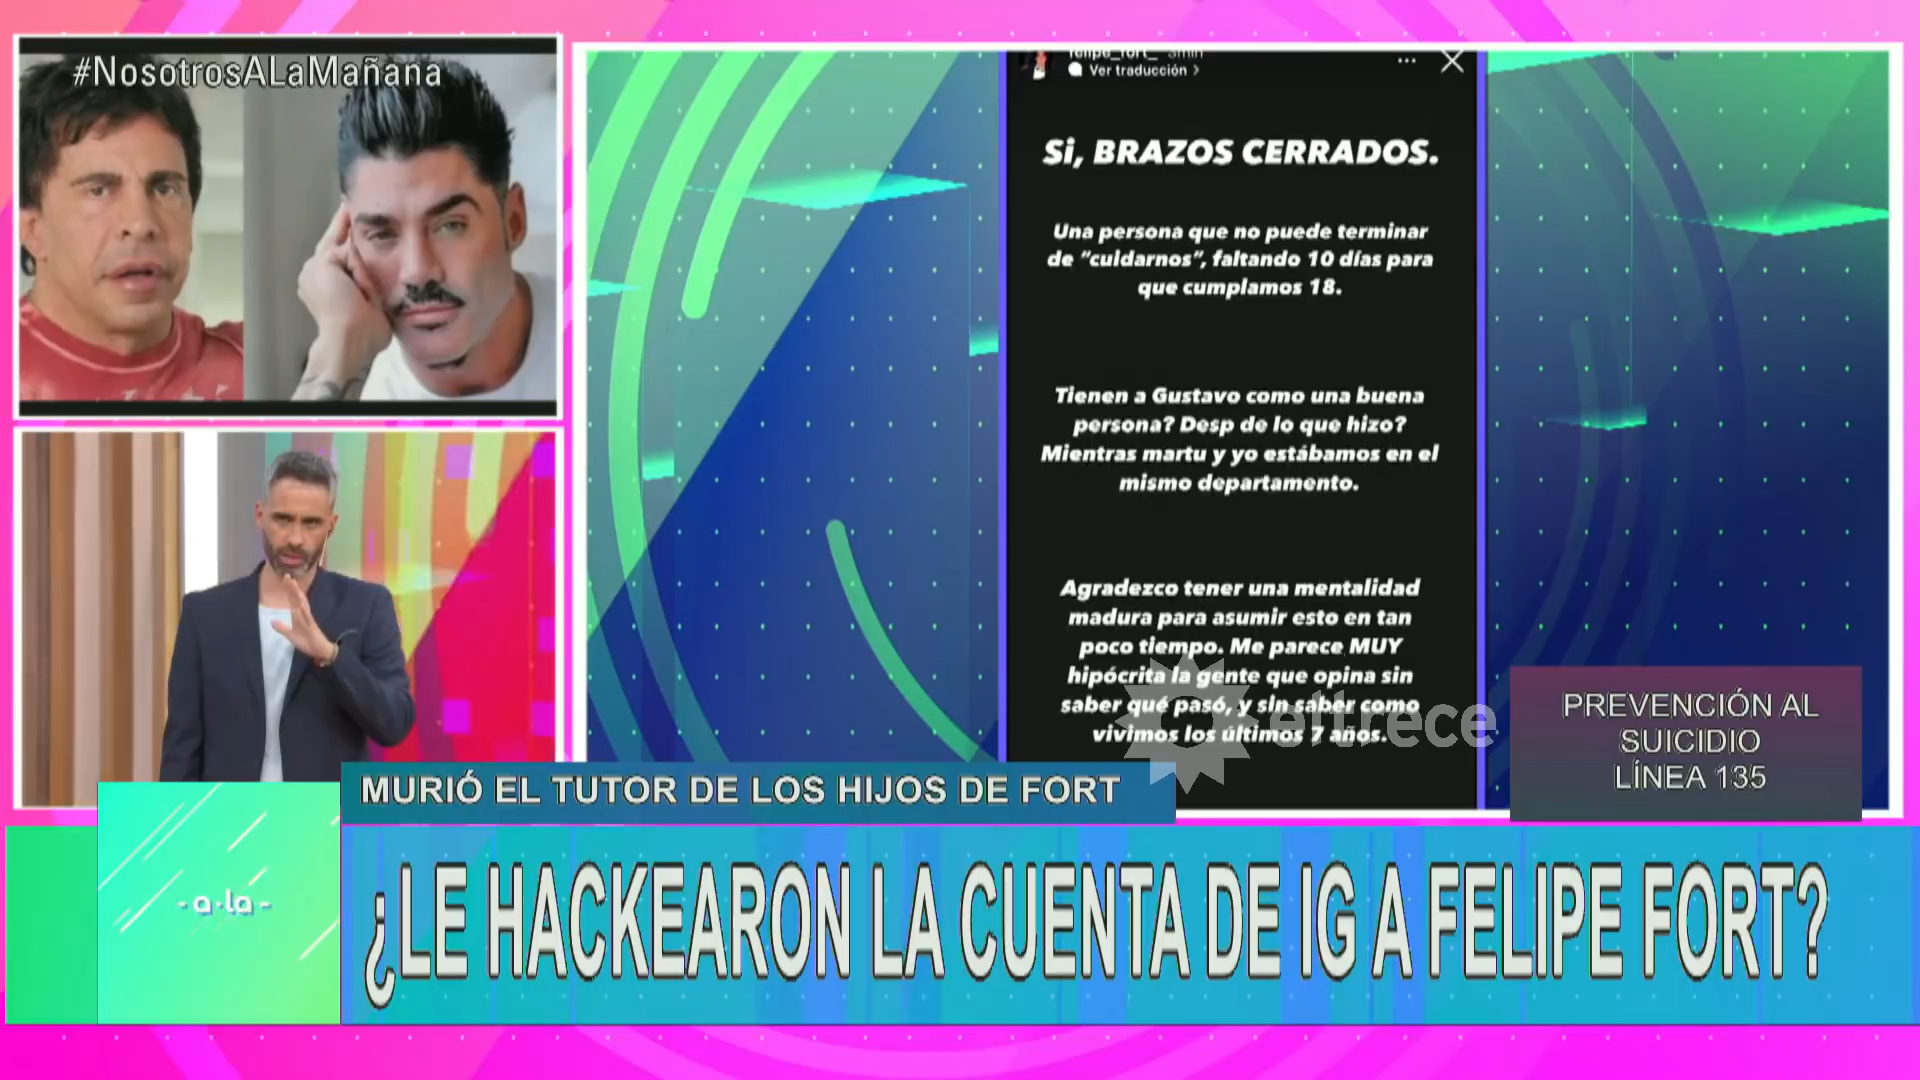 #NosotrosALaMañana
felipe_fort_ 3min
Ver traducción >
Si, BRAZOS CERRADOS.
Una persona que no puede terminar
de “cuidarnos”, faltando 10 días para
que cumplamos 18.
Tienen a Gustavo como una buena
persona? Desp de lo que hizo?
Mientras martu y yo estábamos en el
mismo departamento.
Agradezco tener una mentalidad
madura para asumir esto en tan
poco tiempo. Me parece MUY
hipócrita la gente que opina sin
saber qué pasó, y sin saber como
vivimos los últimos 7 años.
eltrece
PREVENCIÓN AL
SUICIDIO
LÍNEA 135
MURIÓ EL TUTOR DE LOS HIJOS DE FORT
- a·la -
¿LE HACKEARON LA CUENTA DE IG A FELIPE FORT?